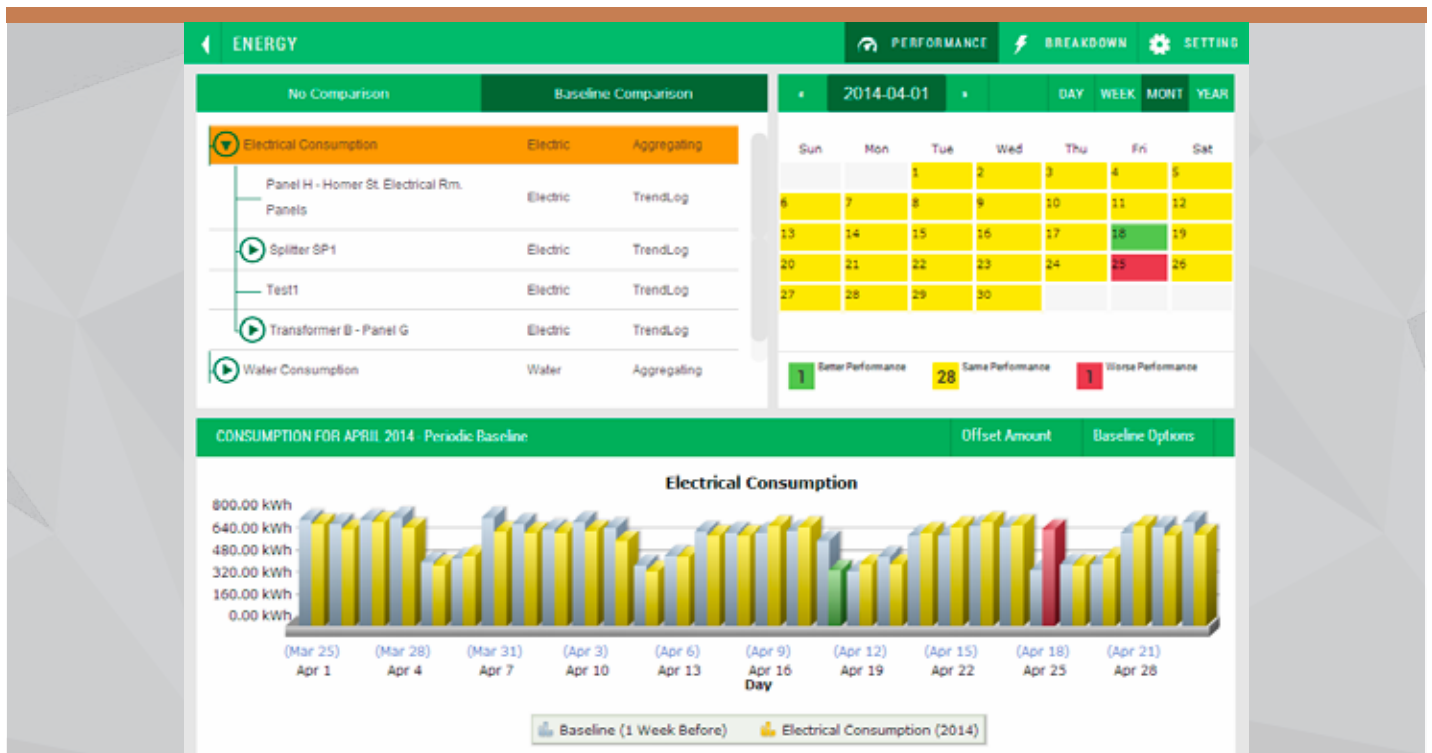 ENERGY PERFORMANCE BREAKDOWN SETTING
No Comparison Baseline Comparison
2014-04-01 DAY WEEK MONT YEAR
Electrical Consumption Electric Aggregating
Panel H - Homer St. Electrical Rm.
Panels Electric TrendLog
Splitter SP1 Electric TrendLog
Test1 Electric TrendLog
Transformer B - Panel G Electric TrendLog
Water Consumption Water Aggregating
Sun Mon Tue Wed Thu Fri Sat
1 2 3 4 5
6 7 8 9 10 11 12
13 14 15 16 17 18 19
20 21 22 23 24 25 26
27 28 29 30
1 Better Performance 28 Same Performance 1 Worse Performance
CONSUMPTION FOR APRIL 2014 - Periodic Baseline Offset Amount Baseline Options
Electrical Consumption
800.00 kWh
640.00 kWh
480.00 kWh
320.00 kWh
160.00 kWh
0.00 kWh
(Mar 25) (Mar 28) (Mar 31) (Apr 3) (Apr 6) (Apr 9) (Apr 12) (Apr 15) (Apr 18) (Apr 21)
Apr 1 Apr 4 Apr 7 Apr 10 Apr 13 Apr 16 Apr 19 Apr 22 Apr 25 Apr 28
Day
Baseline (1 Week Before) Electrical Consumption (2014)